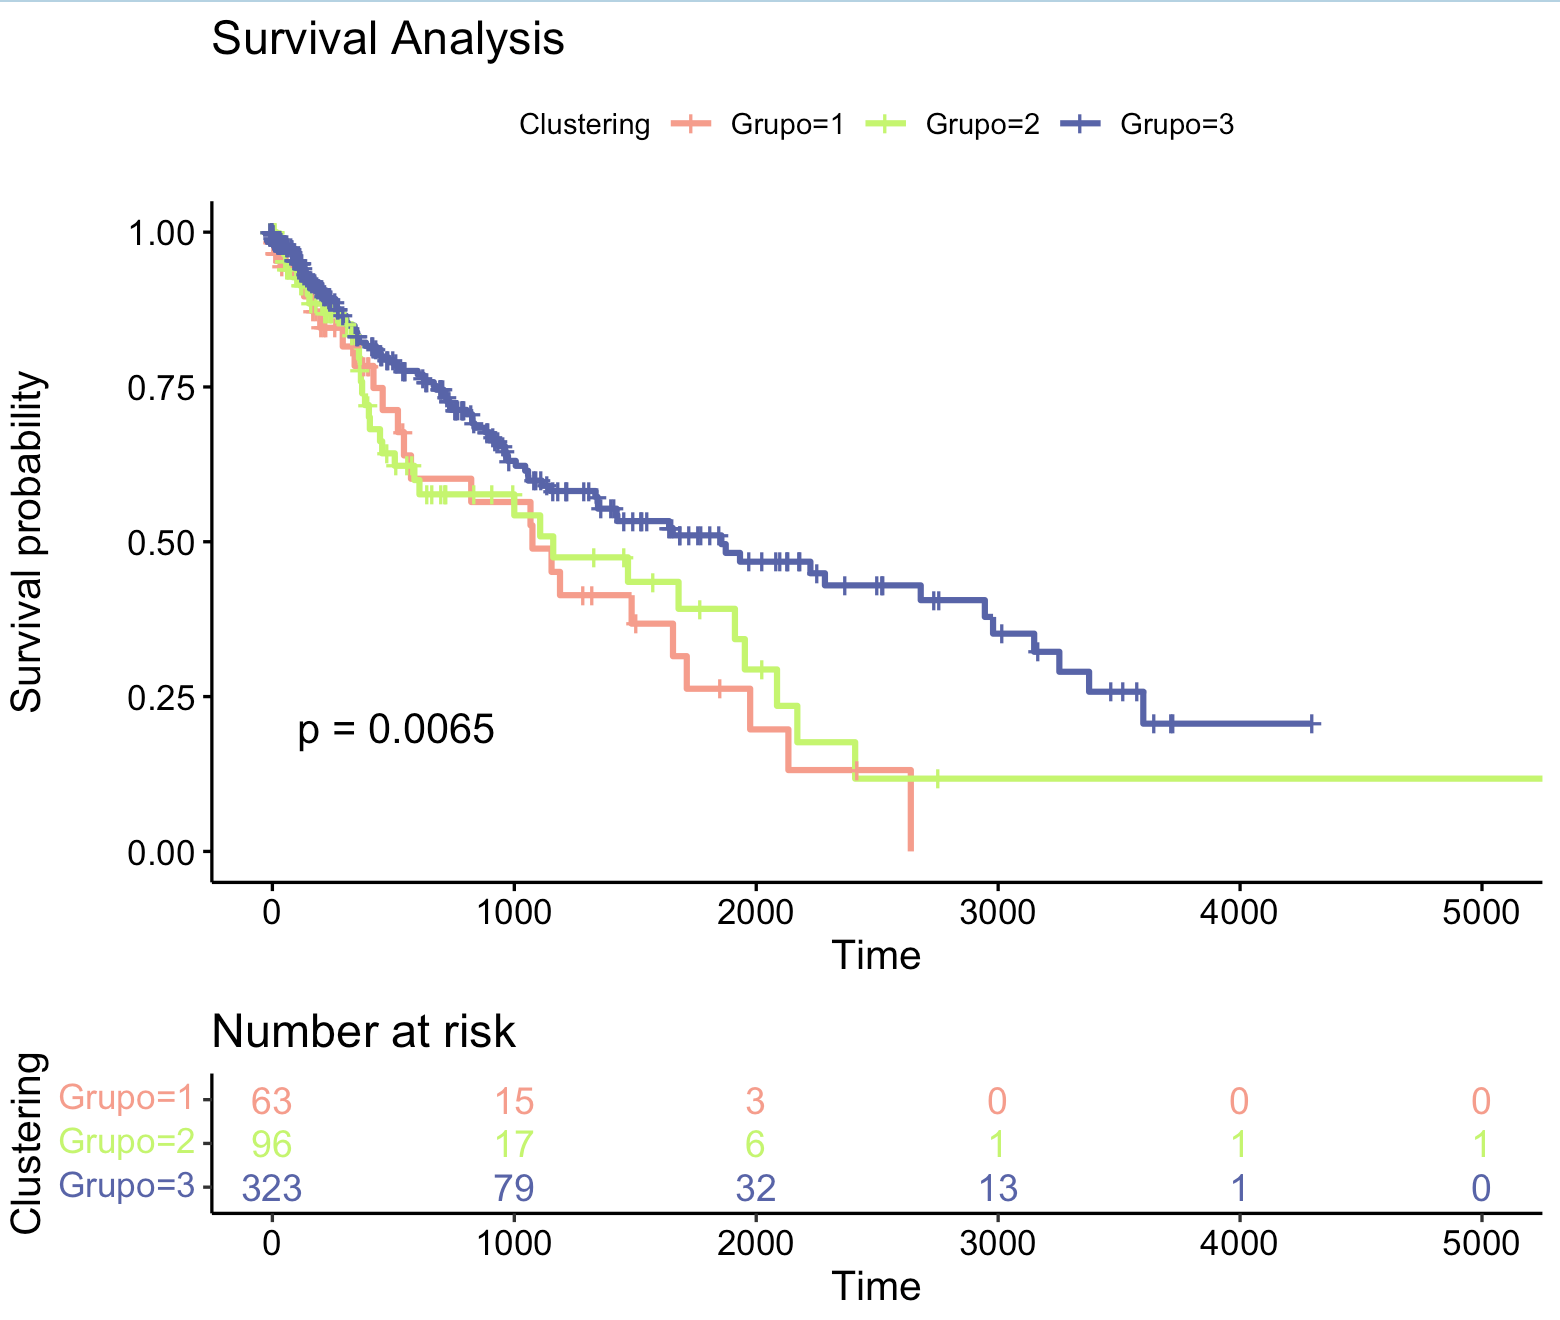 Survival Analysis
Clustering Grupo=1 Grupo=2 Grupo=3
Survival probability
1.00
0.75
0.50
0.25
0.00
p = 0.0065
0 1000 2000 3000 4000 5000
Time
Number at risk
Clustering
Grupo=1 63 15 3 0 0 0
Grupo=2 96 17 6 1 1 1
Grupo=3 323 79 32 13 1 0
0 1000 2000 3000 4000 5000
Time